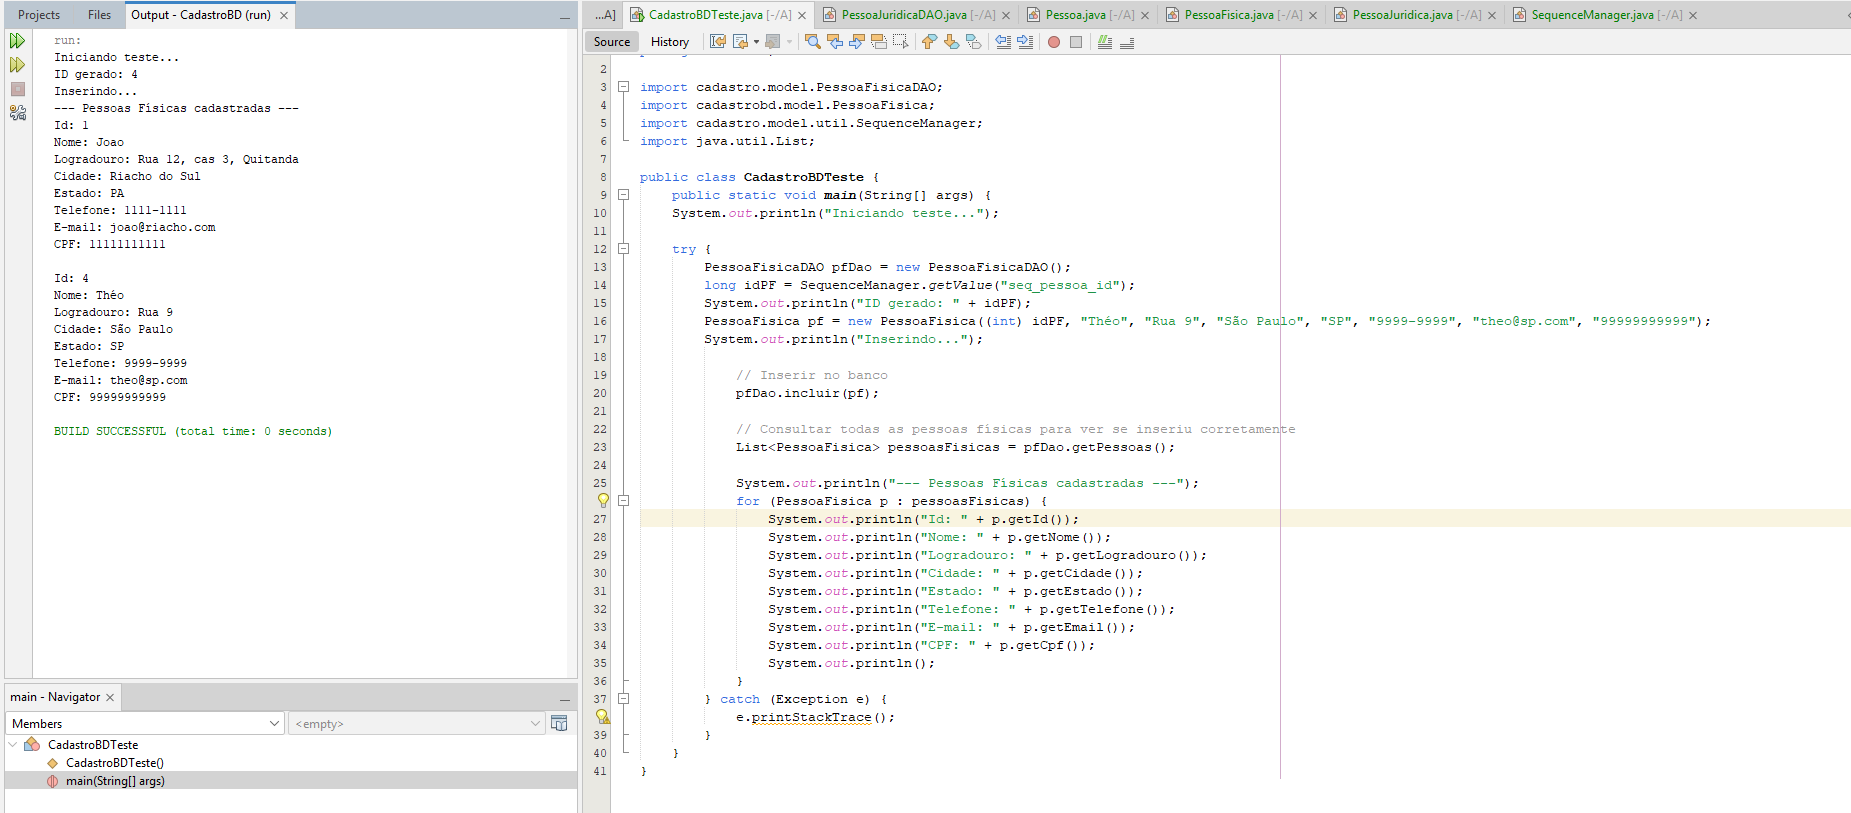 Projects Files Output - CadastroBD (run)
run:
Iniciando teste...
ID gerado: 4
Inserindo...
--- Pessoas Físicas cadastradas ---
Id: 1
Nome: Joao
Logradouro: Rua 12, cas 3, Quitanda
Cidade: Riacho do Sul
Estado: PA
Telefone: 1111-1111
E-mail: joao@riacho.com
CPF: 11111111111
Id: 4
Nome: Théo
Logradouro: Rua 9
Cidade: São Paulo
Estado: SP
Telefone: 9999-9999
E-mail: theo@sp.com
CPF: 99999999999
BUILD SUCCESSFUL (total time: 0 seconds)
main - Navigator
Members <empty>
CadastroBDTeste
CadastroBDTeste()
main(String[] args)
...A] CadastroBDTeste.java [-/A] PessoaJuridicaDAO.java [-/A] Pessoa.java [-/A] PessoaFisica.java [-/A] PessoaJuridica.java [-/A] SequenceManager.java [-/A]
Source History
2
3 import cadastro.model.PessoaFisicaDAO;
4 import cadastrobd.model.PessoaFisica;
5 import cadastro.model.util.SequenceManager;
6 import java.util.List;
7
8 public class CadastroBDTeste {
9 public static void main(String[] args) {
10 System.out.println("Iniciando teste...");
11
12 try {
13 PessoaFisicaDAO pfDao = new PessoaFisicaDAO();
14 long idPF = SequenceManager.getValue("seq_pessoa_id");
15 System.out.println("ID gerado: " + idPF);
16 PessoaFisica pf = new PessoaFisica((int) idPF, "Théo", "Rua 9", "São Paulo", "SP", "9999-9999", "theo@sp.com", "99999999999");
17 System.out.println("Inserindo...");
18
19 // Inserir no banco
20 pfDao.incluir(pf);
21
22 // Consultar todas as pessoas físicas para ver se inseriu corretamente
23 List<PessoaFisica> pessoasFisicas = pfDao.getPessoas();
24
25 System.out.println("--- Pessoas Físicas cadastradas ---");
for (PessoaFisica p : pessoasFisicas) {
27 System.out.println("Id: " + p.getId());
28 System.out.println("Nome: " + p.getNome());
29 System.out.println("Logradouro: " + p.getLogradouro());
30 System.out.println("Cidade: " + p.getCidade());
31 System.out.println("Estado: " + p.getEstado());
32 System.out.println("Telefone: " + p.getTelefone());
33 System.out.println("E-mail: " + p.getEmail());
34 System.out.println("CPF: " + p.getCpf());
35 System.out.println();
36 }
37 } catch (Exception e) {
e.printStackTrace();
39 }
40 }
41 }